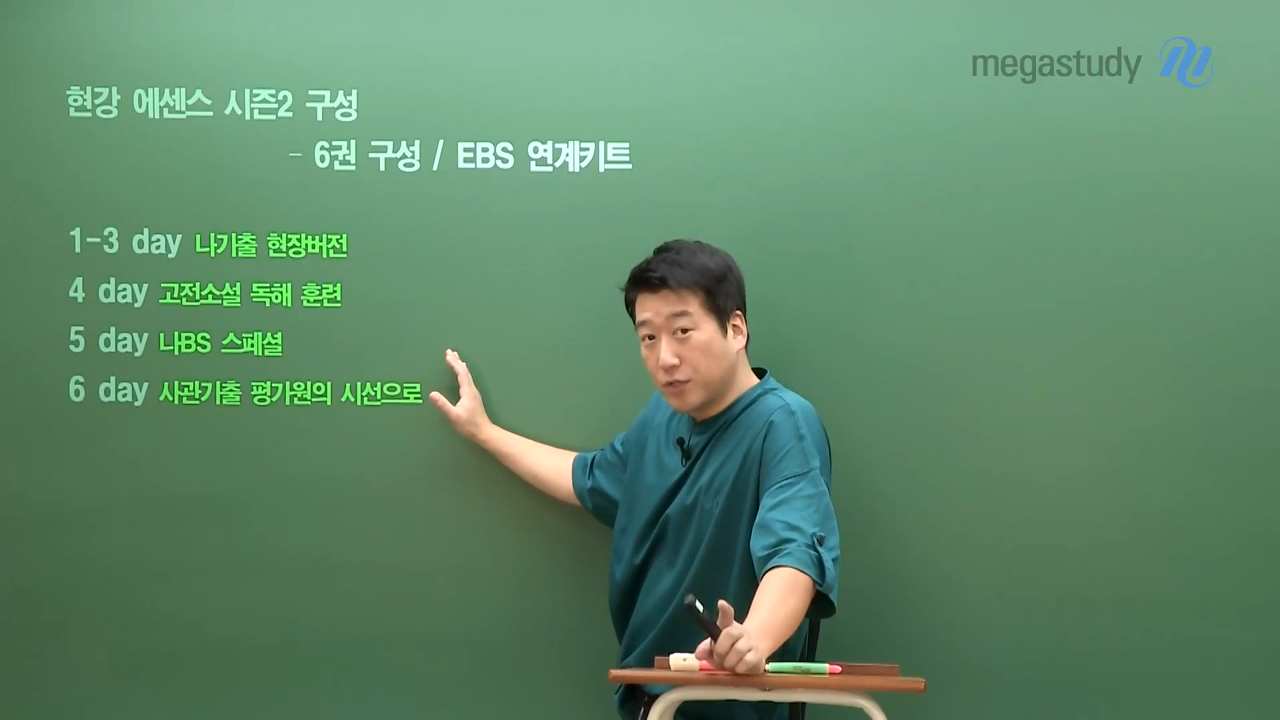 megastudy
현강 에센스 시즌2 구성
- 6권 구성 / EBS 연계키트
1-3 day 나기출 현장버전
4 day 고전소설 독해 훈련
5 day 나BS 스페셜
6 day 사관기출 평가원의 시선으로